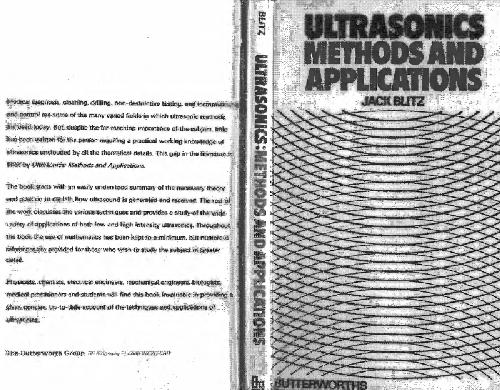 Medical diagnosis, cleaning, drilling, non-destructive testing, and instrumentation
and control are some of the many varied fields in which ultrasonic methods
are used today. But, despite the far-reaching importance of the subject, little
has been written for the person requiring a practical working knowledge of
ultrasonics unclouded by all the theoretical details. This gap in the literature is
filled by Ultrasonics: Methods and Applications.
The book starts with an easily understood summary of the necessary theory
and goes on to explain how ultrasound is generated and received. The rest of
the work discusses the various techniques and provides a study of the wide
variety of applications of both low and high intensity ultrasonics. Throughout
the book the use of mathematics has been kept to a minimum, but numerous
references are provided for those who wish to study the subject in greater
detail.
Physicists, chemists, electrical engineers, mechanical engineers, biologists,
medical practitioners and students will find this book invaluable in providing a
clear, concise, up-to-date account of the techniques and applications of
ultrasonics.
The Butterworth Group
BLITZ
ULTRASONICS: METHODS AND APPLICATIONS
ULTRASONICS
METHODS AND
APPLICATIONS
JACK BLITZ
BUTTERWORTHS